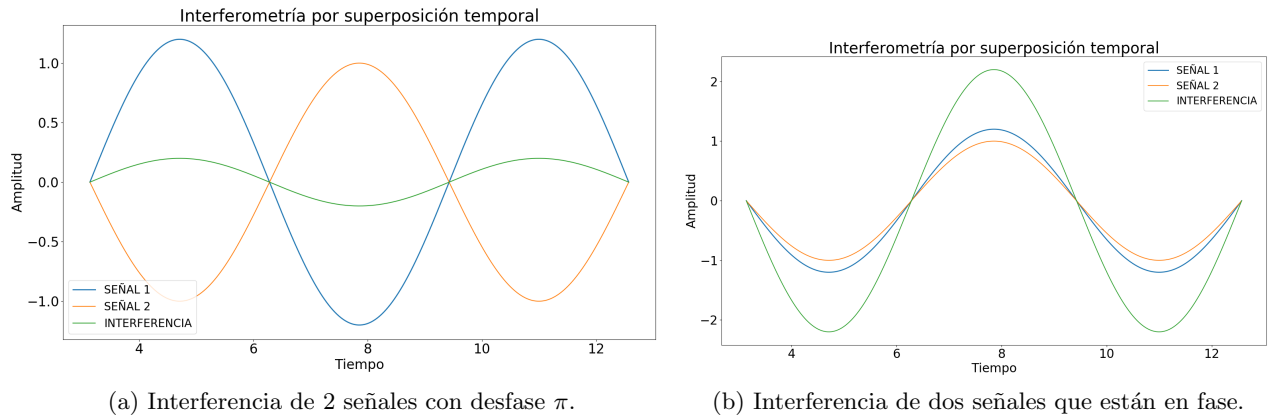 Interferometría por superposición temporal
Amplitud
1.0
0.5
0.0
−0.5
−1.0
SEÑAL 1
SEÑAL 2
INTERFERENCIA
4 6 8 10 12
Tiempo
(a) Interferencia de 2 señales con desfase π.
Interferometría por superposición temporal
Amplitud
2
1
0
−1
−2
SEÑAL 1
SEÑAL 2
INTERFERENCIA
4 6 8 10 12
Tiempo
(b) Interferencia de dos señales que están en fase.